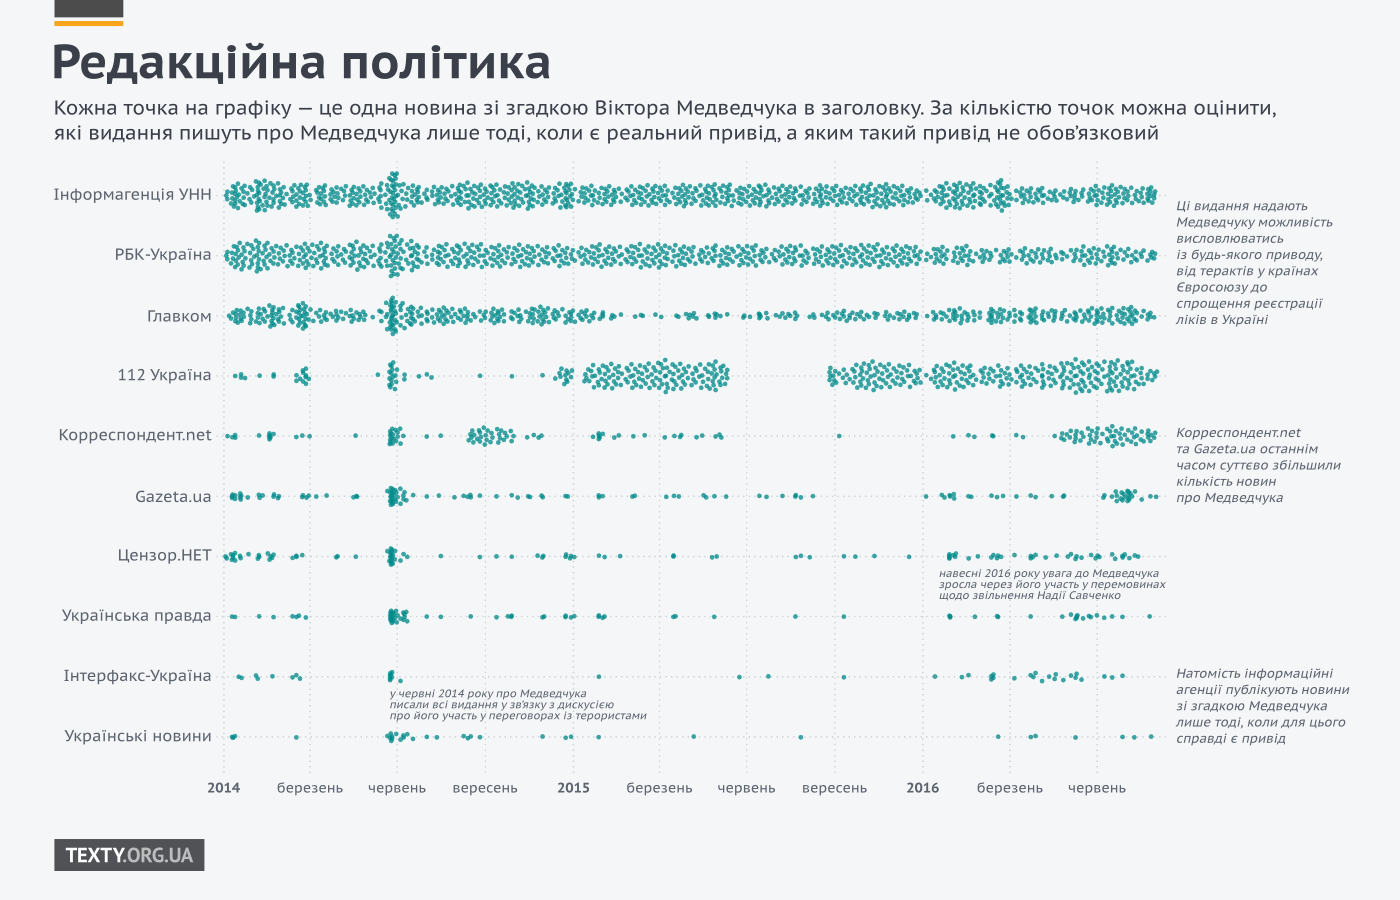 Редакційна політика
Кожна точка на графіку — це одна новина зі згадкою Віктора Медведчука в заголовку. За кількістю точок можна оцінити,
які видання пишуть про Медведчука лише тоді, коли є реальний привід, а яким такий привід не обов’язковий
Інформагенція УНН
РБК-Україна
Главком
112 Україна
Корреспондент.net
Gazeta.ua
Цензор.НЕТ
Українська правда
Інтерфакс-Україна
Українські новини
Ці видання надають
Медведчуку можливість
висловлюватись
із будь-якого приводу,
від терактів у країнах
Євросоюзу до
спрощення реєстрації
ліків в Україні
Корреспондент.net
та Gazeta.ua останнім
часом суттєво збільшили
кількість новин
про Медведчука
навесні 2016 року увага до Медведчука
зросла через його участь у перемовинах
щодо звільнення Надії Савченко
Натомість інформаційні
агенції публікують новини
зі згадкою Медведчука
лише тоді, коли для цього
справді є привід
у червні 2014 року про Медведчука
писали всі видання у зв'язку з дискусією
про його участь у переговорах із терористами
2014 березень червень вересень 2015 березень червень вересень 2016 березень червень
TEXTY.ORG.UA